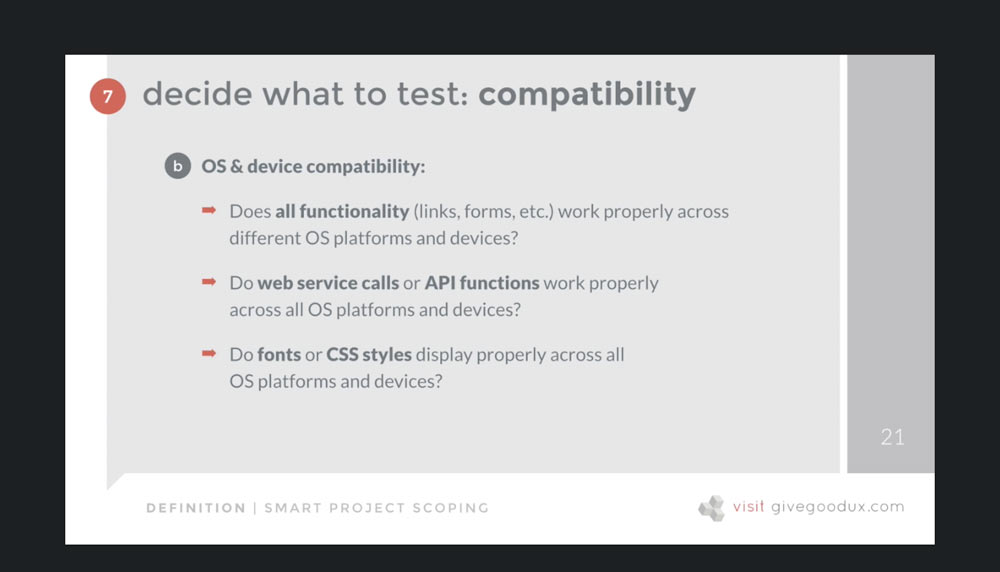 7 decide what to test: compatibility
b OS & device compatibility:
Does all functionality (links, forms, etc.) work properly across
different OS platforms and devices?
Do web service calls or API functions work properly
across all OS platforms and devices?
Do fonts or CSS styles display properly across all
OS platforms and devices?
21
DEFINITION | SMART PROJECT SCOPING
visit givegoodux.com